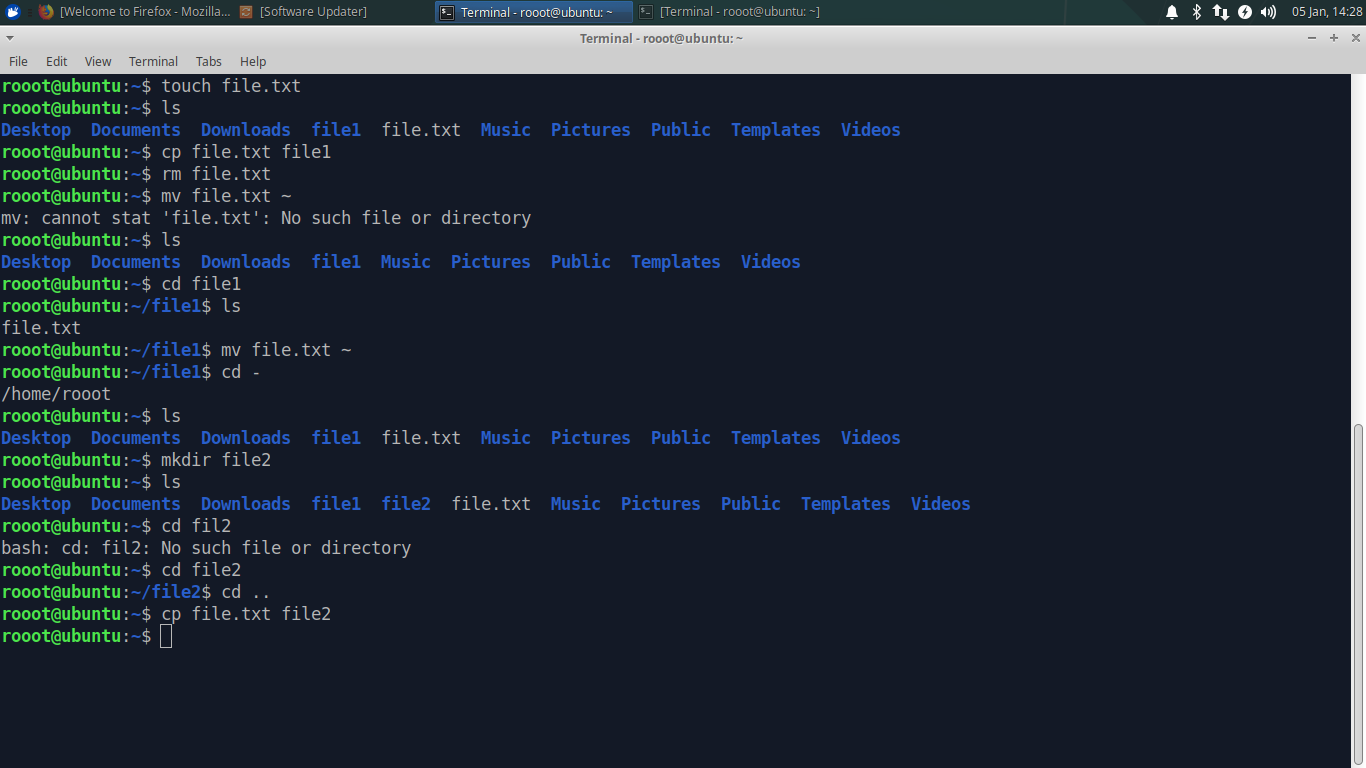 [Welcome to Firefox - Mozilla... [Software Updater] Terminal - rooot@ubuntu: ~ [Terminal - rooot@ubuntu: ~] 05 Jan, 14:28
Terminal - rooot@ubuntu: ~
File Edit View Terminal Tabs Help
rooot@ubuntu:~$ touch file.txt
rooot@ubuntu:~$ ls
Desktop Documents Downloads file1 file.txt Music Pictures Public Templates Videos
rooot@ubuntu:~$ cp file.txt file1
rooot@ubuntu:~$ rm file.txt
rooot@ubuntu:~$ mv file.txt ~
mv: cannot stat 'file.txt': No such file or directory
rooot@ubuntu:~$ ls
Desktop Documents Downloads file1 Music Pictures Public Templates Videos
rooot@ubuntu:~$ cd file1
rooot@ubuntu:~/file1$ ls
file.txt
rooot@ubuntu:~/file1$ mv file.txt ~
rooot@ubuntu:~/file1$ cd -
/home/rooot
rooot@ubuntu:~$ ls
Desktop Documents Downloads file1 file.txt Music Pictures Public Templates Videos
rooot@ubuntu:~$ mkdir file2
rooot@ubuntu:~$ ls
Desktop Documents Downloads file1 file2 file.txt Music Pictures Public Templates Videos
rooot@ubuntu:~$ cd fil2
bash: cd: fil2: No such file or directory
rooot@ubuntu:~$ cd file2
rooot@ubuntu:~/file2$ cd ..
rooot@ubuntu:~$ cp file.txt file2
rooot@ubuntu:~$